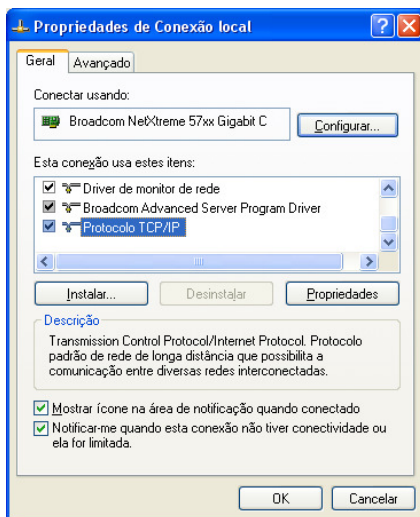 Propriedades de Conexão local
Geral Avançado
Conectar usando:
Broadcom NetXtreme 57xx Gigabit C
Configurar...
Esta conexão usa estes itens:
Driver de monitor de rede
Broadcom Advanced Server Program Driver
Protocolo TCP/IP
Instalar... Desinstalar Propriedades
Descrição
Transmission Control Protocol/Internet Protocol. Protocolo
padrão de rede de longa distância que possibilita a
comunicação entre diversas redes interconectadas.
Mostrar ícone na área de notificação quando conectado
Notificar-me quando esta conexão não tiver conectividade ou
ela for limitada.
OK Cancelar